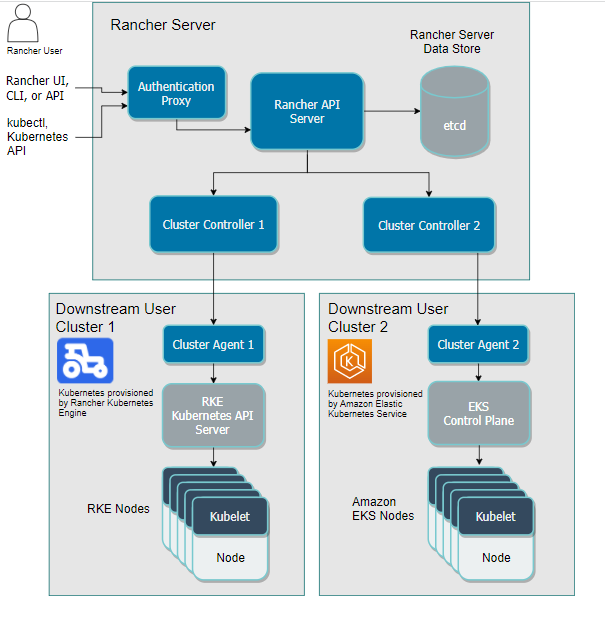 Rancher Server
Rancher User
Rancher Server
Data Store
Rancher UI,
CLI, or API
Authentication
Proxy
Rancher API
Server
etcd
kubectl,
Kubernetes
API
Cluster Controller 1
Cluster Controller 2
Downstream User
Cluster 1
Cluster Agent 1
Kubernetes provisioned
by Rancher Kubernetes
Engine
RKE
Kubernetes API
Server
RKE Nodes
Kubelet
Node
Downstream User
Cluster 2
Cluster Agent 2
K
Kubernetes provisioned
by Amazon Elastic
Kubernetes Service
EKS
Control Plane
Amazon
EKS Nodes
Kubelet
Node